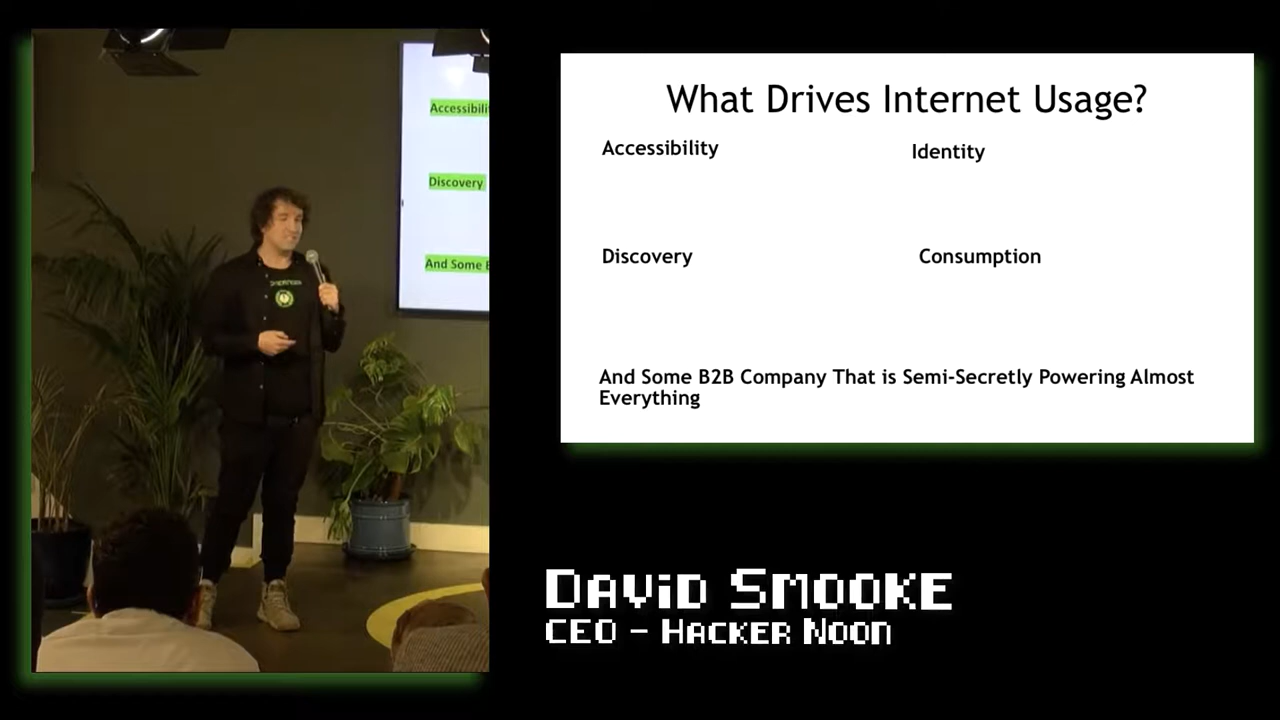 Accessibili
Discovery
And Some B
What Drives Internet Usage?
Accessibility
Identity
Discovery
Consumption
And Some B2B Company That is Semi-Secretly Powering Almost
Everything
DAViD SMOOKE
CEO – HACKER NOON